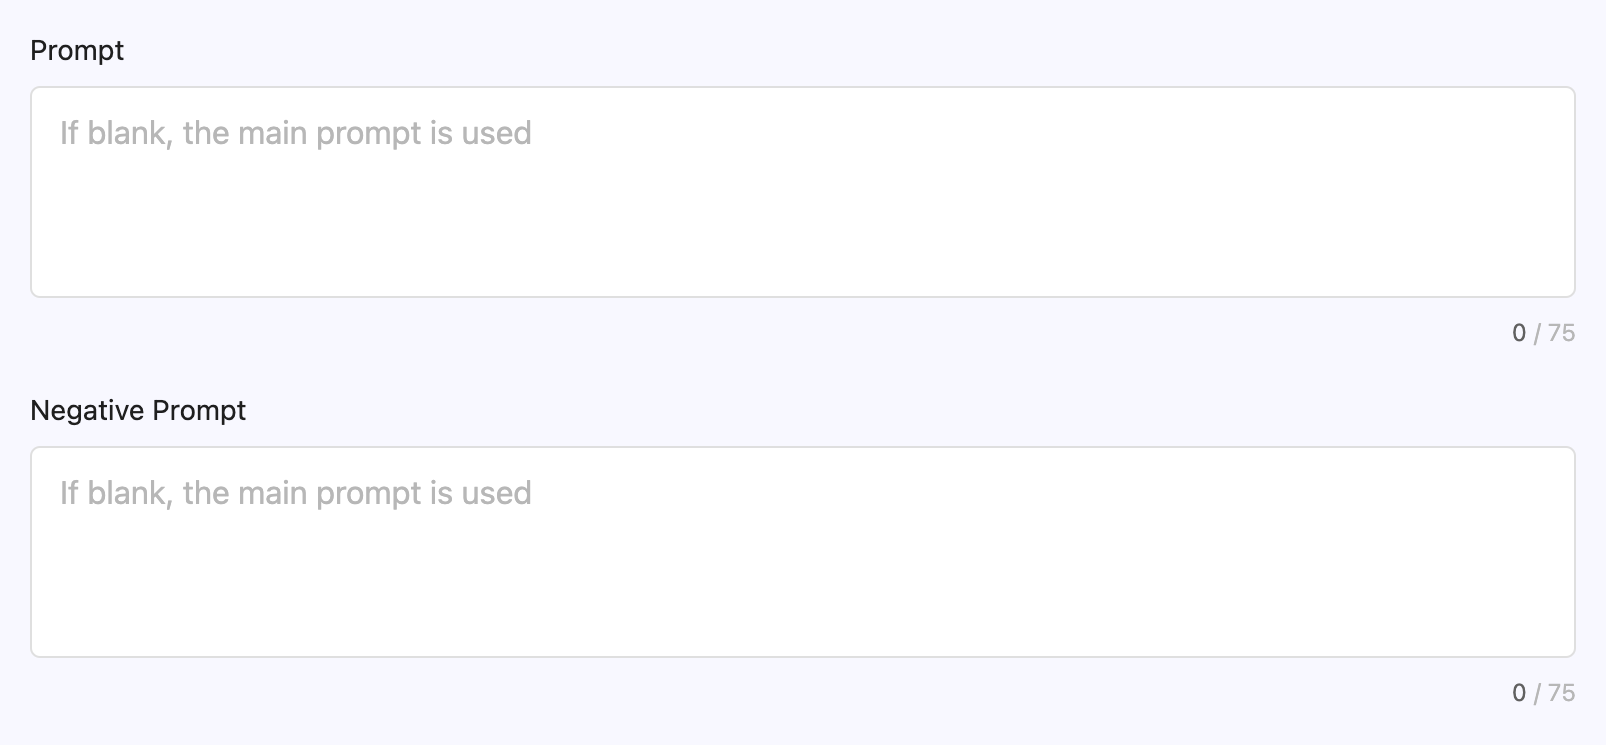 Prompt
If blank, the main prompt is used
0 / 75
Negative Prompt
If blank, the main prompt is used
0 / 75